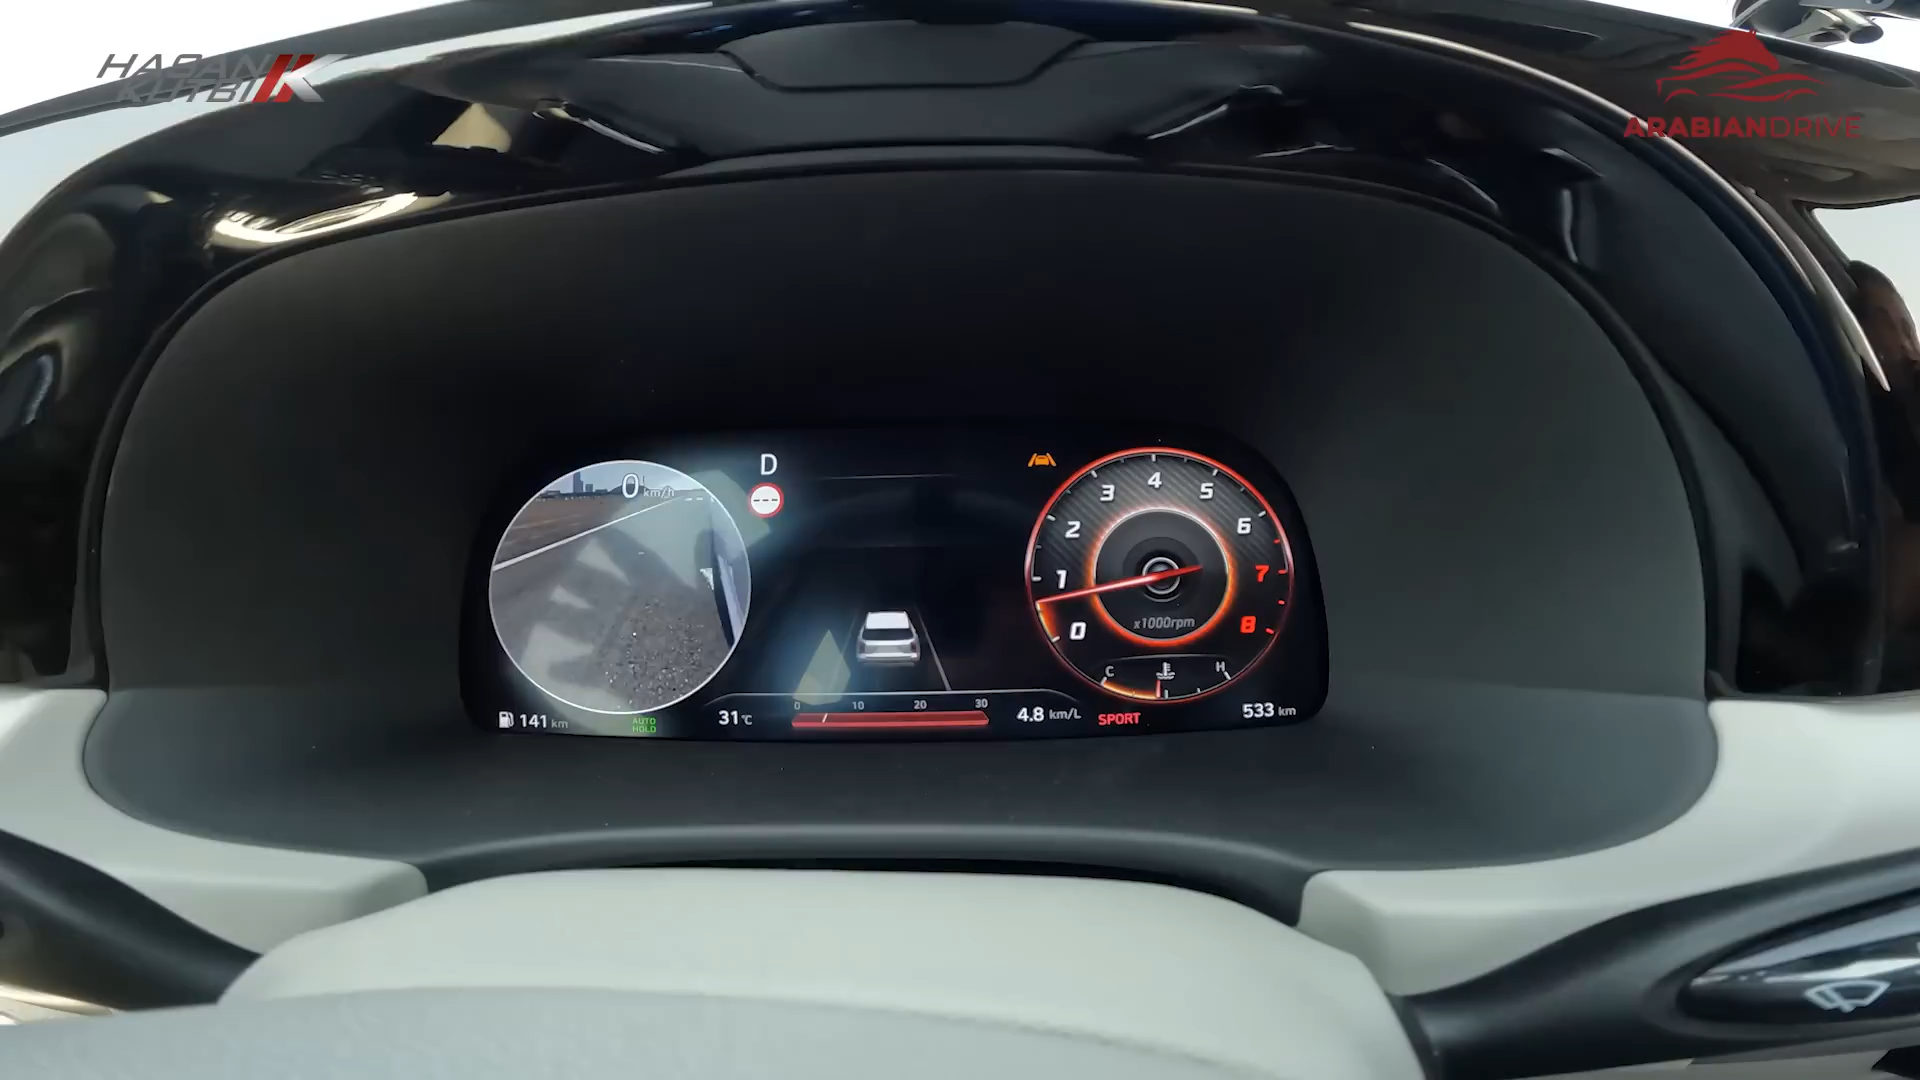 HASAN
KUTBI
ARABIANDRIVE
0 km/h
D
---
0
1
2
3
4
5
6
7
8
x1000rpm
C
H
141 km
AUTO
HOLD
31°C
0 10 20 30
4.8 km/L
SPORT
533 km